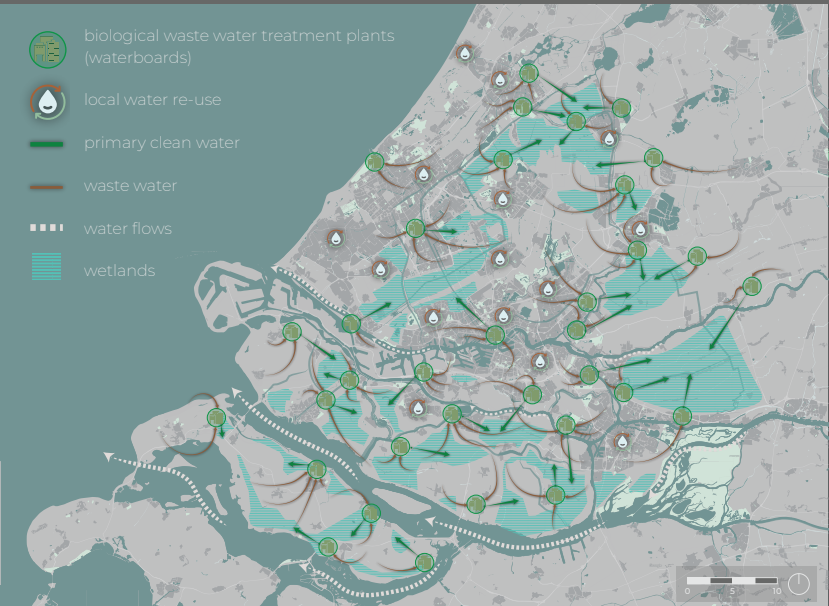 biological waste water treatment plants
(waterboards)
local water re-use
primary clean water
waste water
water flows
wetlands
0 5 10